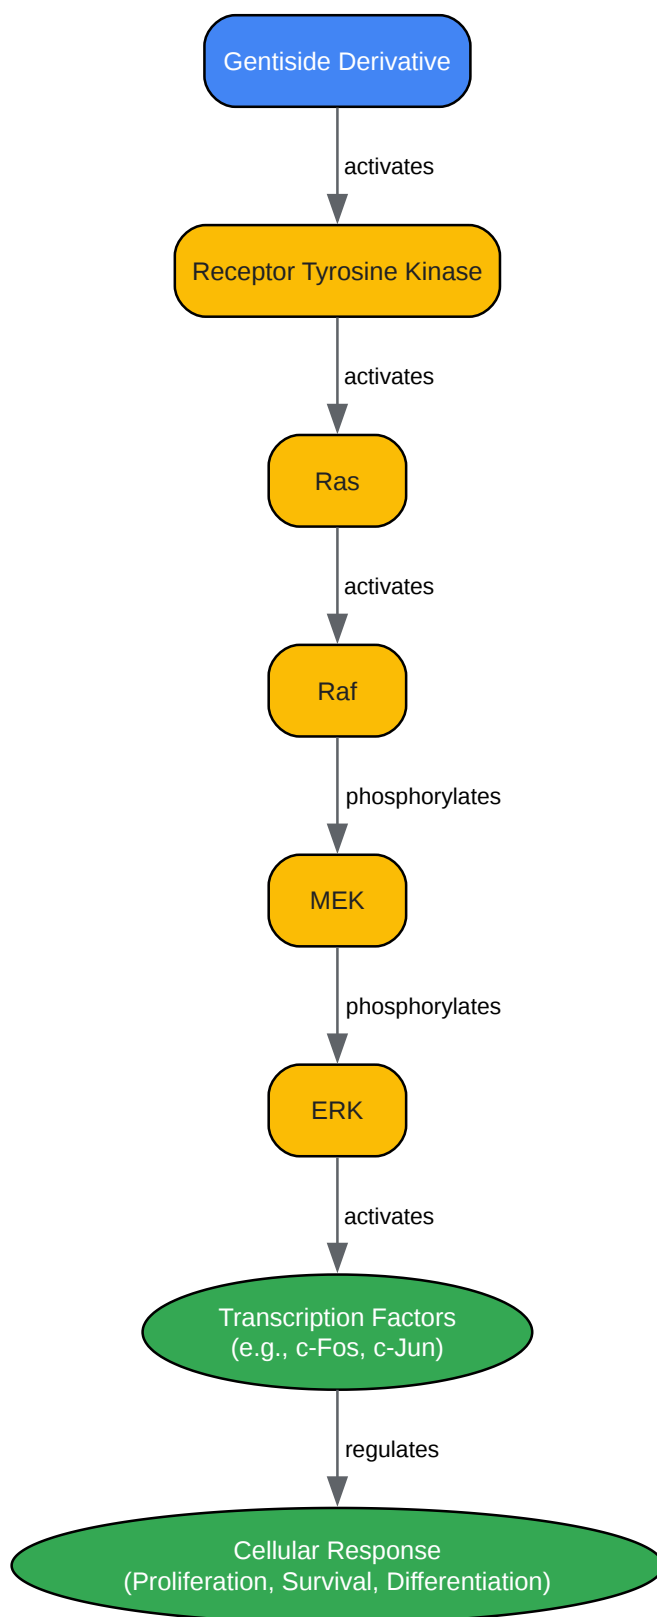 Gentiside Derivative
activates
Receptor Tyrosine Kinase
activates
Ras
activates
Raf
phosphorylates
MEK
phosphorylates
ERK
activates
Transcription Factors
(e.g., c-Fos, c-Jun)
regulates
Cellular Response
(Proliferation, Survival, Differentiation)